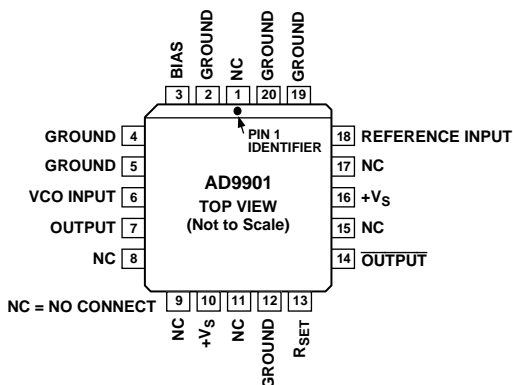 BIAS
GROUND
NC
GROUND
GROUND
3
2
1
20
19
GROUND 4
GROUND 5
VCO INPUT 6
OUTPUT 7
NC 8
PIN 1
IDENTIFIER
AD9901
TOP VIEW
(Not to Scale)
18 REFERENCE INPUT
17 NC
16 +VS
15 NC
14 OUTPUT
NC = NO CONNECT
9
10
11
12
13
NC
+VS
NC
GROUND
RSET